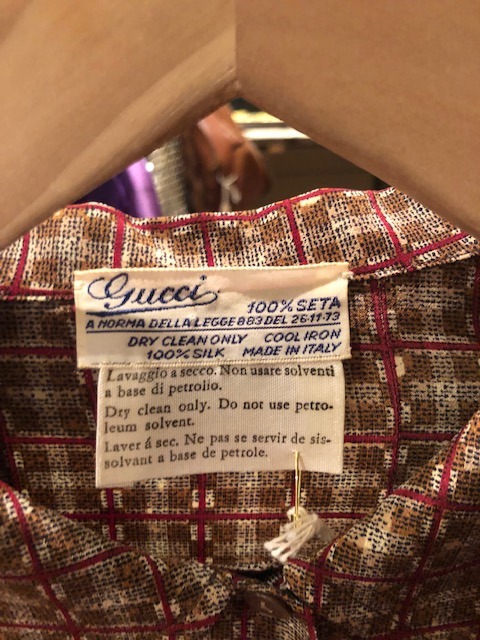 Gucci
100% SETA
A NORMA DELLA LEGGE 883 DEL 26-11-73
DRY CLEAN ONLY COOL IRON
100% SILK MADE IN ITALY
Lavaggio a secco. Non usare solventi
a base di petrolio.
Dry clean only. Do not use petro-
leum solvent.
Laver á sec. Ne pas se servir de sis-
solvant a base de petrole.